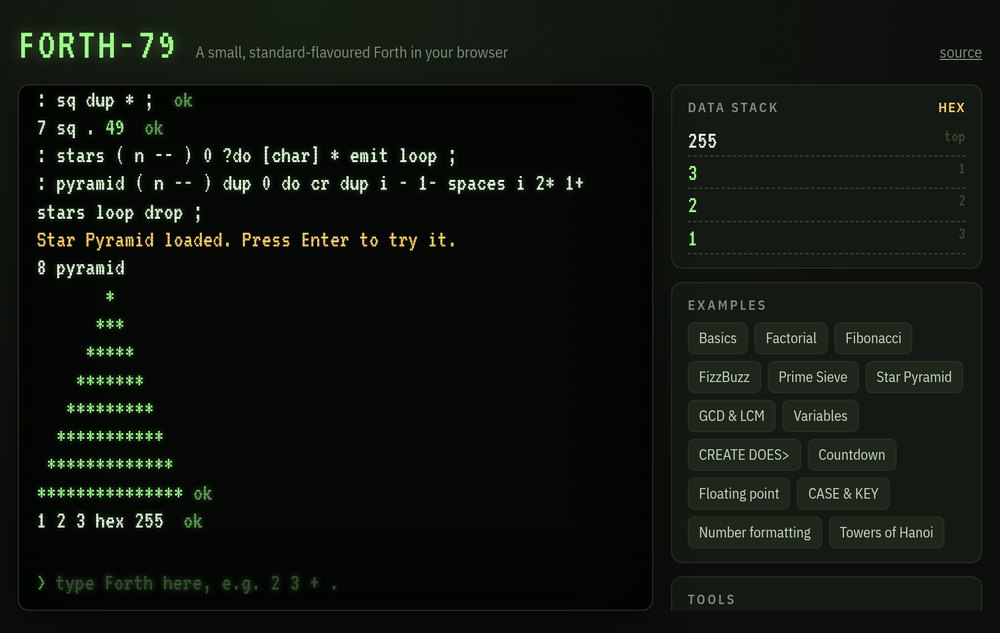 FORTH-79 A small, standard-flavoured Forth in your browser source
: sq dup * ; ok
7 sq . 49 ok
: stars ( n -- ) 0 ?do [char] * emit loop ;
: pyramid ( n -- ) dup 0 do cr dup i - 1- spaces i 2* 1+
stars loop drop ;
Star Pyramid loaded. Press Enter to try it.
8 pyramid
       *
      ***
     *****
    *******
   *********
  ***********
 *************
*************** ok
1 2 3 hex 255 ok
> type Forth here, e.g. 2 3 + .
DATA STACK HEX
255 top
3 1
2 2
1 3
EXAMPLES
Basics Factorial Fibonacci
FizzBuzz Prime Sieve Star Pyramid
GCD & LCM Variables
CREATE DOES> Countdown
Floating point CASE & KEY
Number formatting Towers of Hanoi
TOOLS